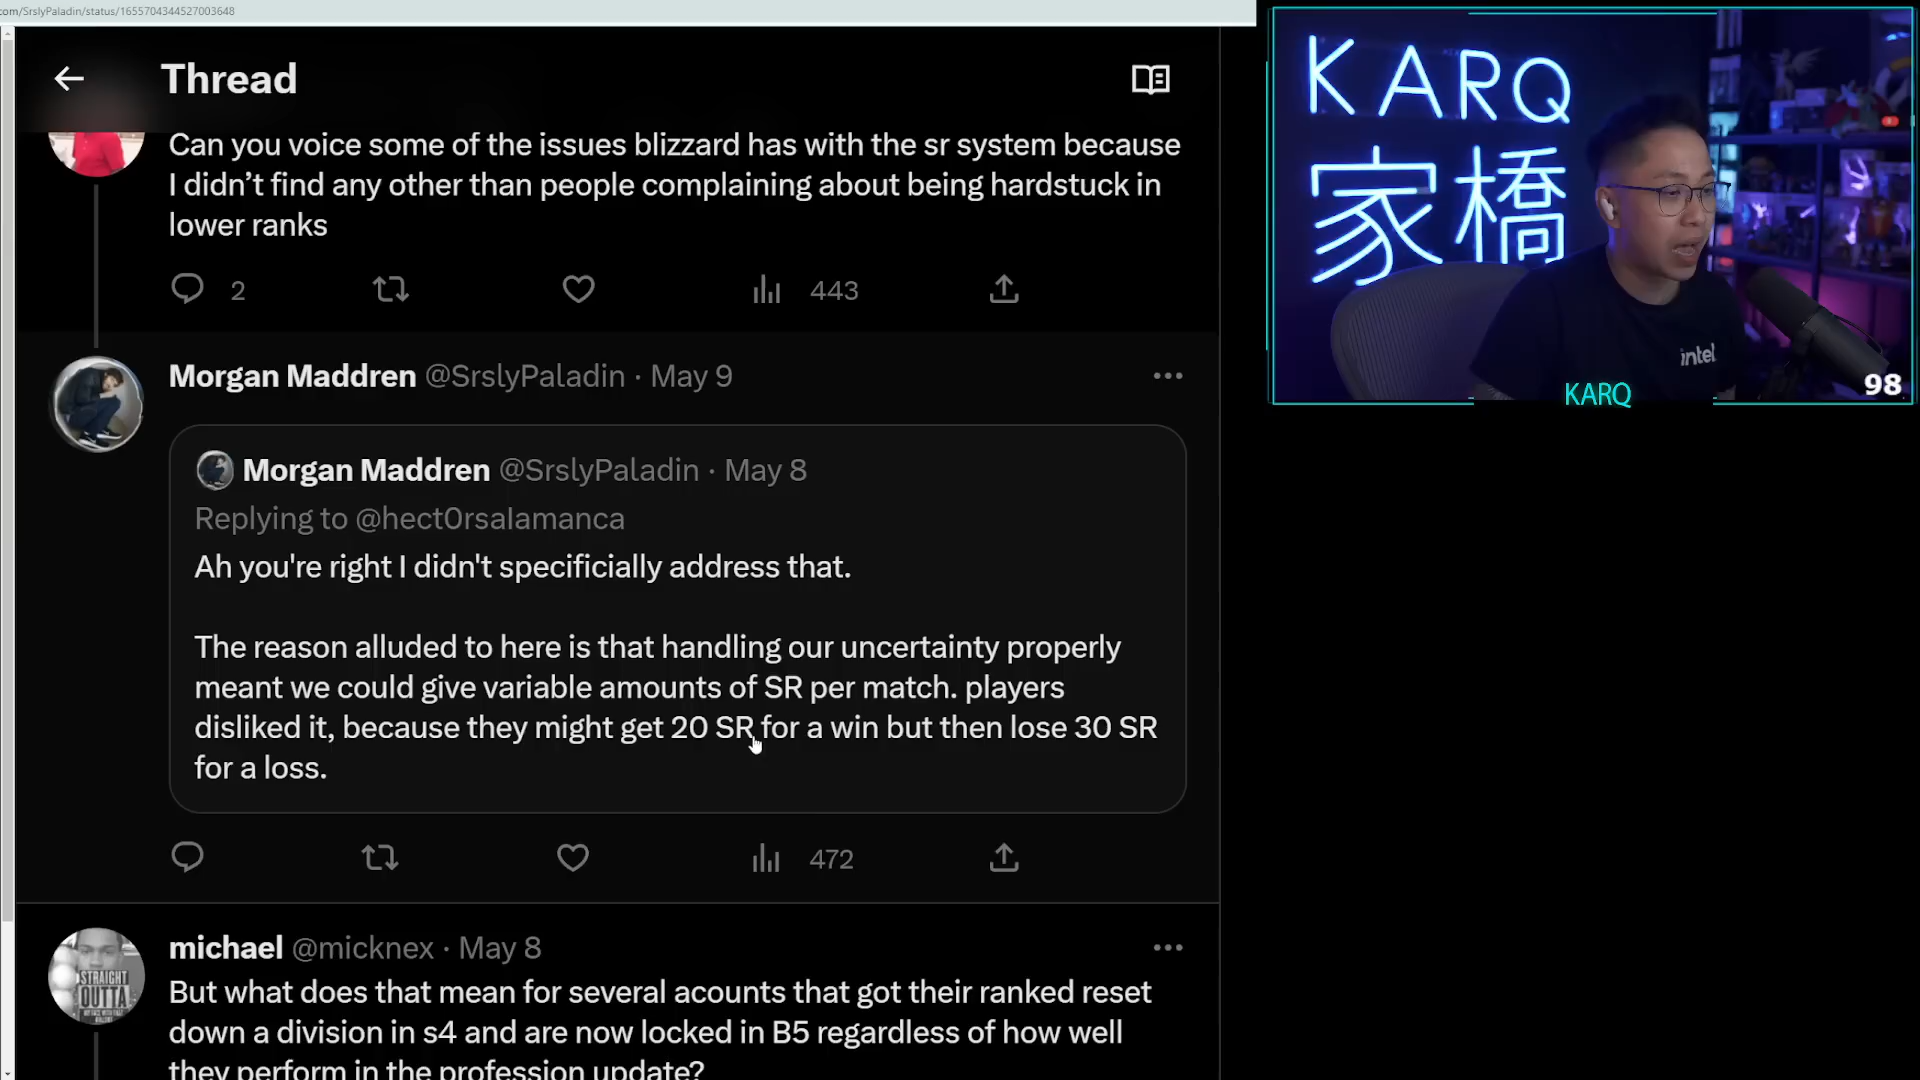 com/SrslyPaladin/status/1655704344527003648
Thread
Can you voice some of the issues blizzard has with the sr system because
I didn’t find any other than people complaining about being hardstuck in
lower ranks
2
443
Morgan Maddren @SrslyPaladin · May 9
Morgan Maddren @SrslyPaladin · May 8
Replying to @hect0rsalamanca
Ah you're right I didn't specificially address that.
The reason alluded to here is that handling our uncertainty properly
meant we could give variable amounts of SR per match. players
disliked it, because they might get 20 SR for a win but then lose 30 SR
for a loss.
472
michael @micknex · May 8
STRAIGHT
OUTTA
But what does that mean for several acounts that got their ranked reset
down a division in s4 and are now locked in B5 regardless of how well
they perform in the profession update?
KARQ
家橋
intel
KARQ
98